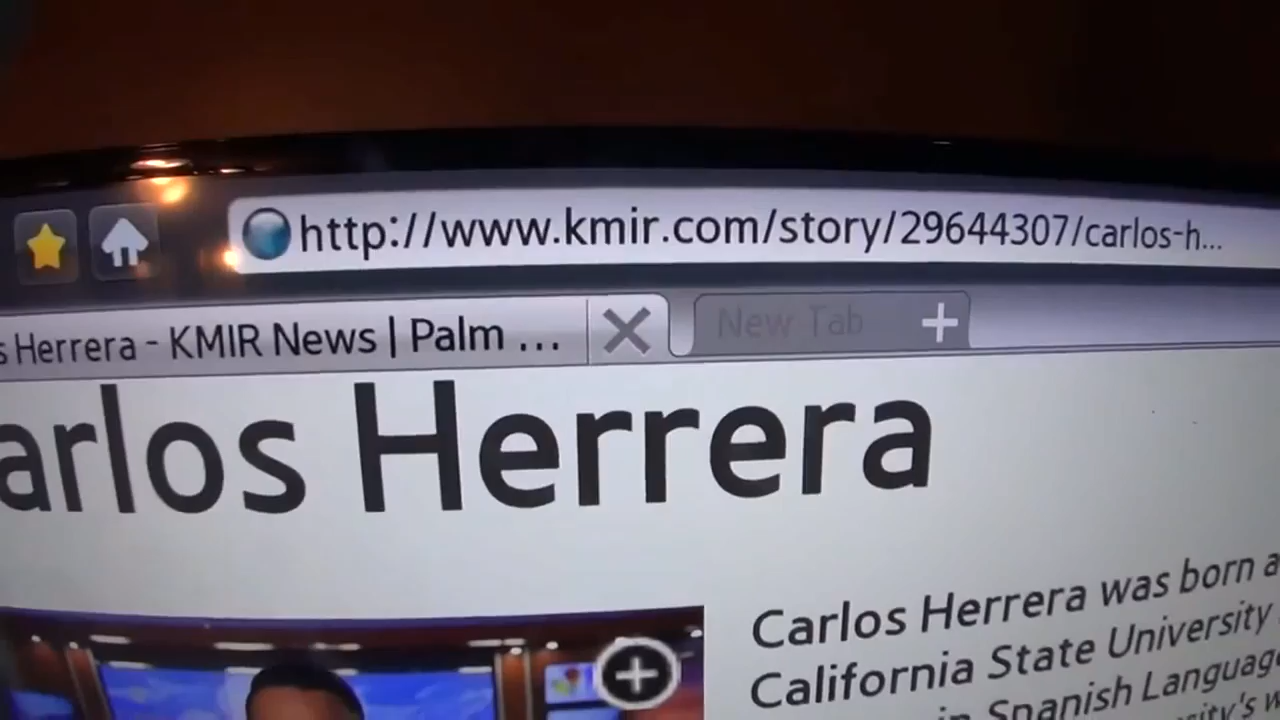 http://www.kmir.com/story/29644307/carlos-h...
s Herrera - KMIR News | Palm ...
New Tab
arlos Herrera
Carlos Herrera was born a
California State University
in Spanish Language